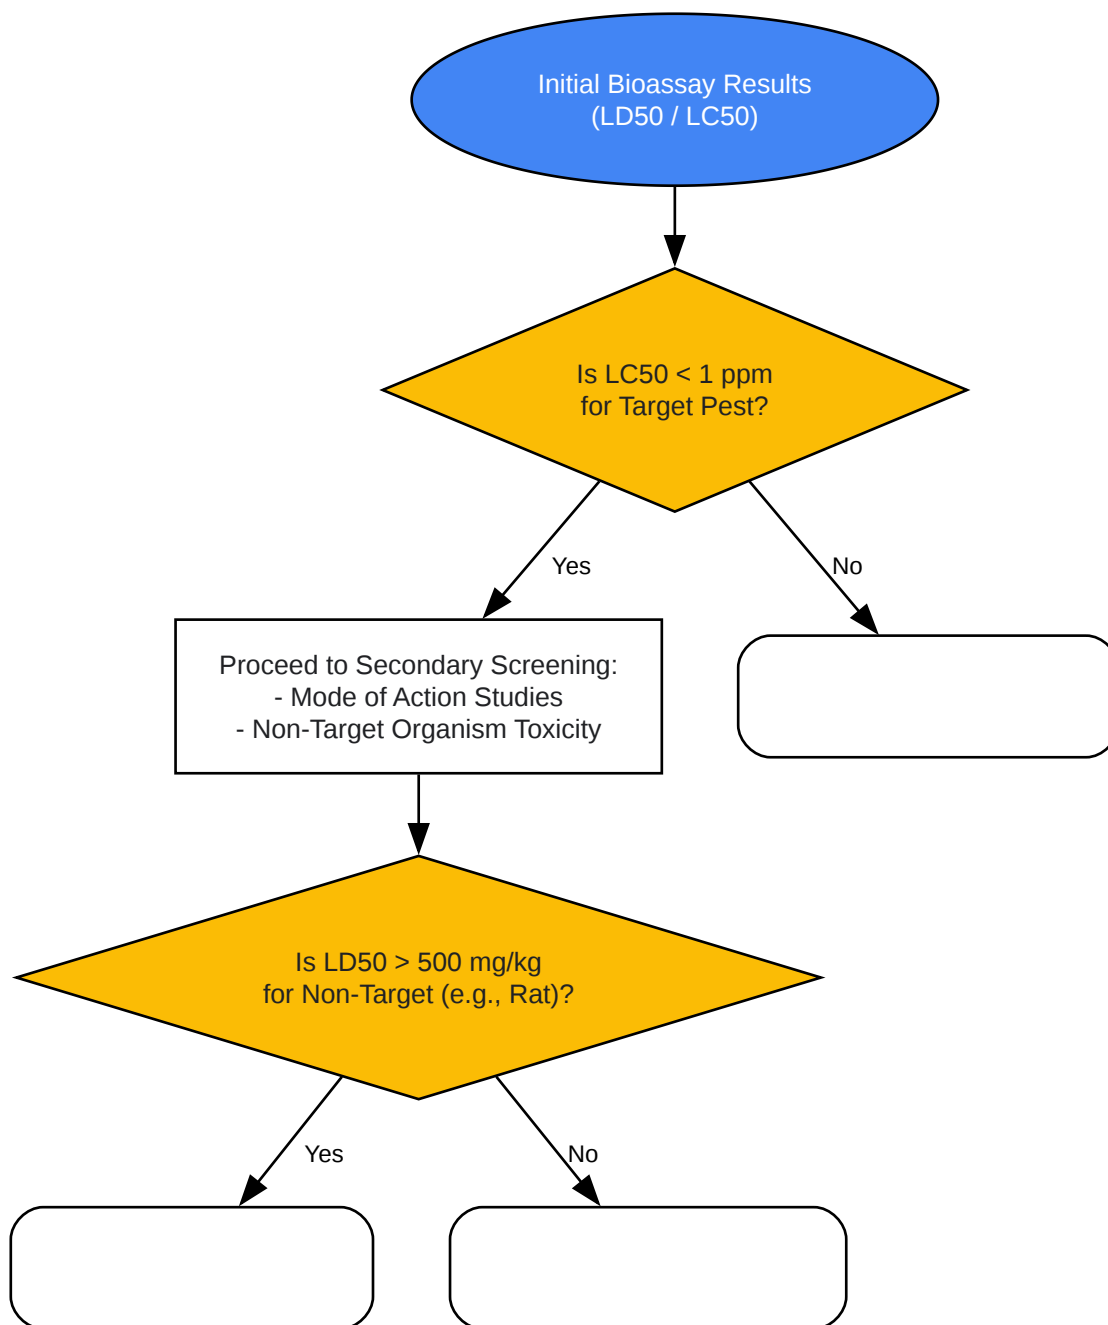 Initial Bioassay Results
(LD50 / LC50)
Is LC50 < 1 ppm
for Target Pest?
Yes
No
Proceed to Secondary Screening:
- Mode of Action Studies
- Non-Target Organism Toxicity
Is LD50 > 500 mg/kg
for Non-Target (e.g., Rat)?
Yes
No